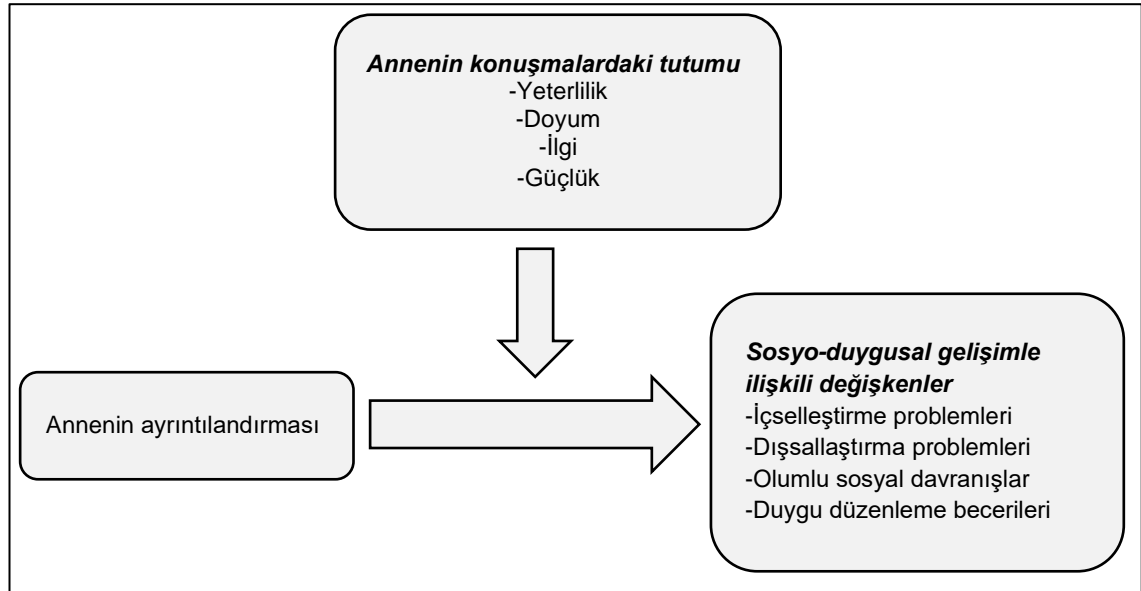 Annenin konuşmalardaki tutumu
-Yeterlilik
-Doyum
-İlgi
-Güçlük
Annenin ayrıntılandırması
Sosyo-duygusal gelişimle
ilişkili değişkenler
-İçselleştirme problemleri
-Dışsallaştırma problemleri
-Olumlu sosyal davranışlar
-Duygu düzenleme becerileri